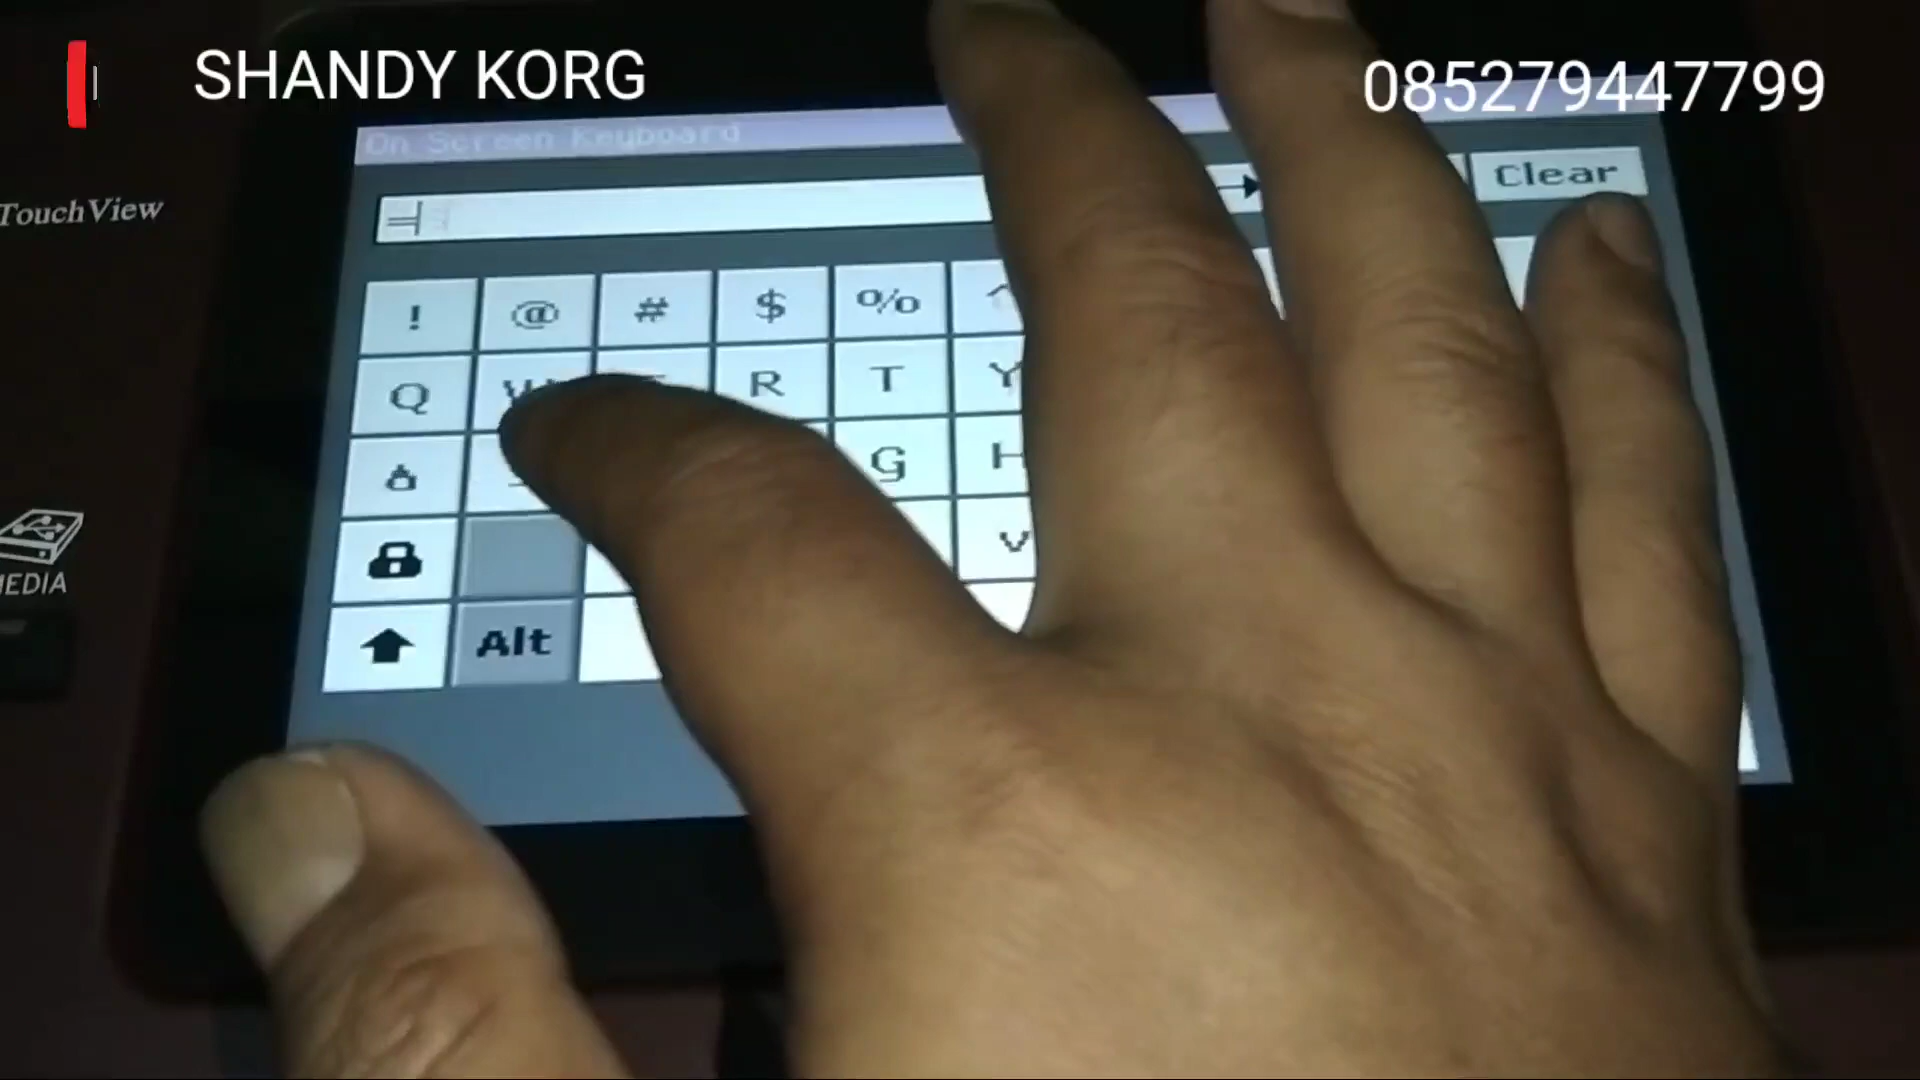 SHANDY KORG
085279447799
On Screen Keyboard
TouchView
Clear
! @ # $ % ^
Q W R T Y
G H
V
MEDIA
Alt